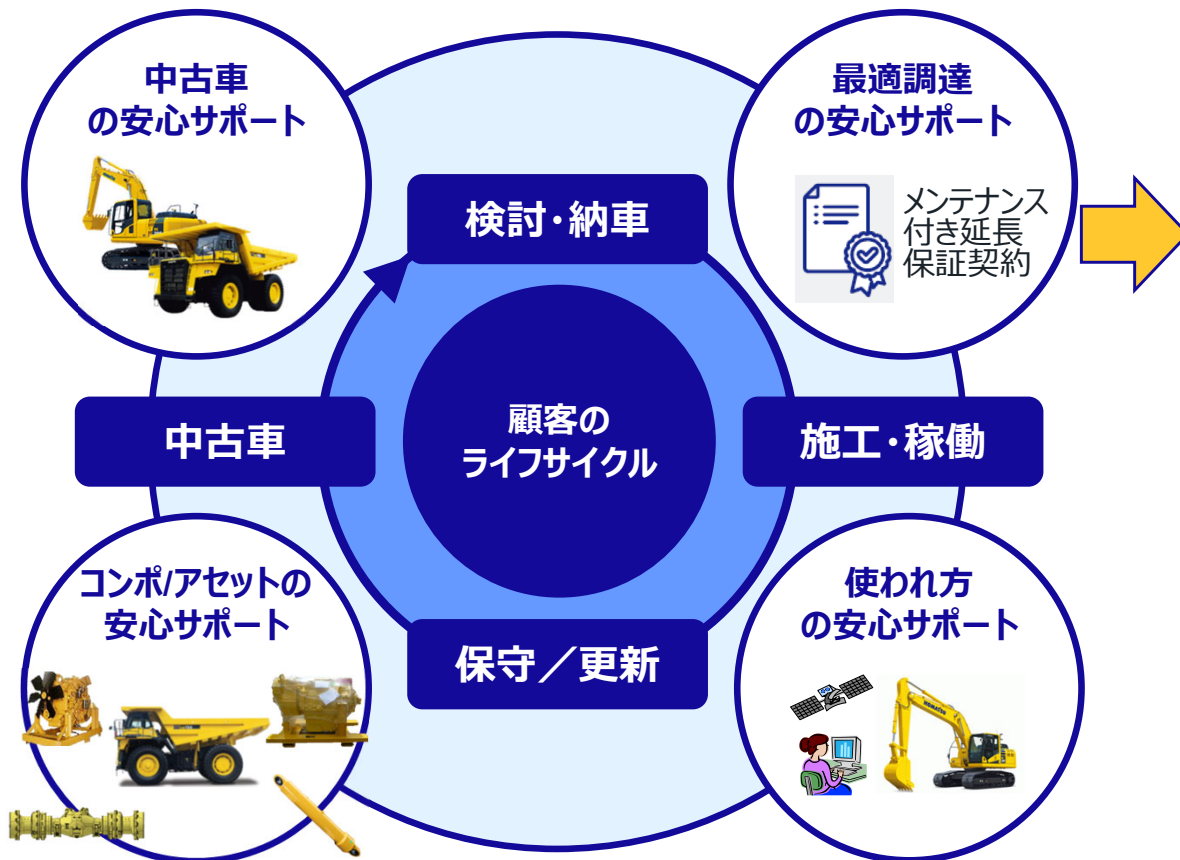 中古車
の安心サポート
最適調達
の安心サポート
メンテナンス
付き延長
保証契約
検討・納車
中古車
顧客の
ライフサイクル
施工・稼働
コンポ/アセットの
安心サポート
保守／更新
使われ方
の安心サポート
KOMATSU